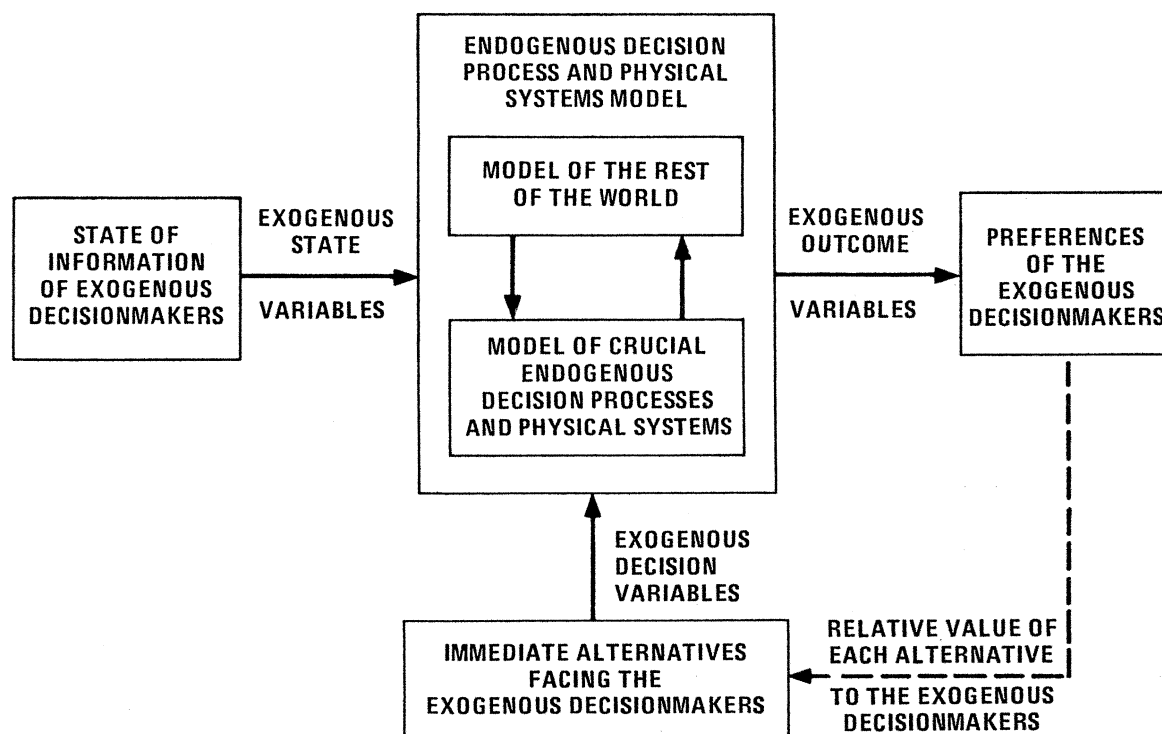 ENDOGENOUS DECISION
PROCESS AND PHYSICAL
SYSTEMS MODEL
MODEL OF THE REST
OF THE WORLD
MODEL OF CRUCIAL
ENDOGENOUS
DECISION PROCESSES
AND PHYSICAL SYSTEMS
STATE OF
INFORMATION
OF EXOGENOUS
DECISIONMAKERS
EXOGENOUS
STATE
VARIABLES
EXOGENOUS
OUTCOME
VARIABLES
PREFERENCES
OF THE
EXOGENOUS
DECISIONMAKERS
EXOGENOUS
DECISION
VARIABLES
IMMEDIATE ALTERNATIVES
FACING THE
EXOGENOUS DECISIONMAKERS
RELATIVE VALUE OF
EACH ALTERNATIVE
TO THE EXOGENOUS
DECISIONMAKERS